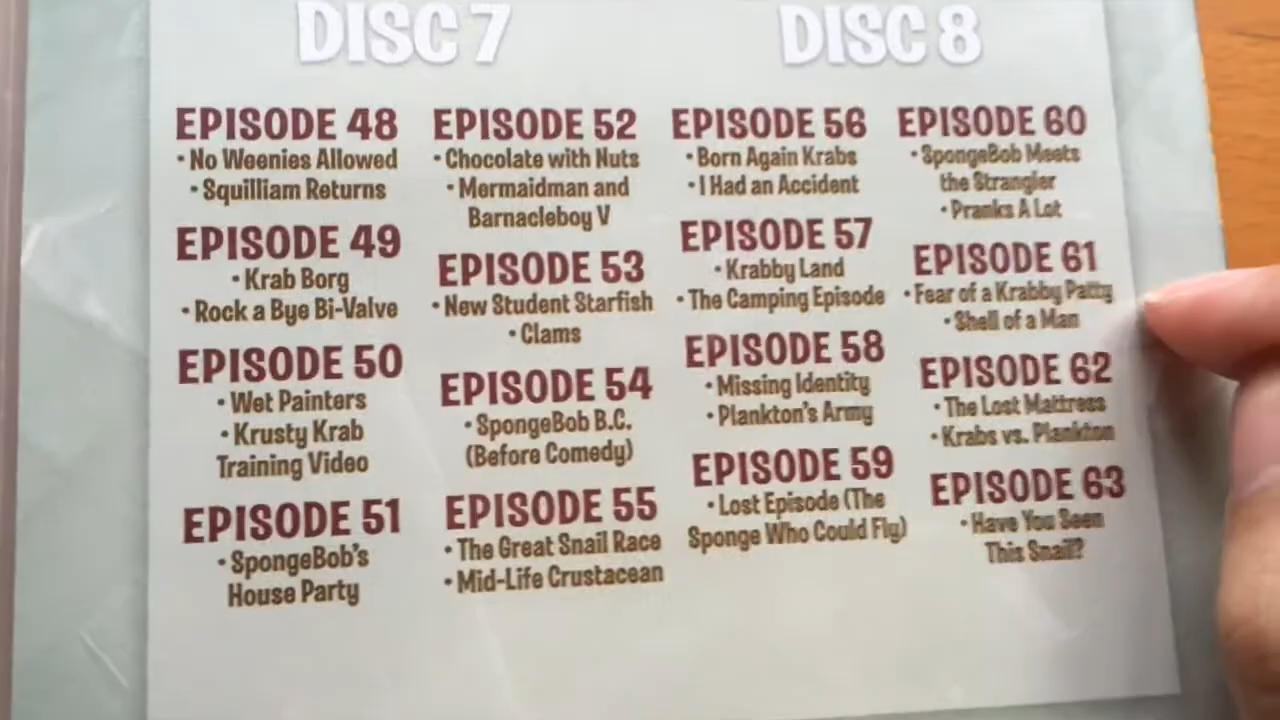 DISC 7
EPISODE 48
• No Weenies Allowed
• Squilliam Returns
EPISODE 49
• Krab Borg
• Rock a Bye Bi-Valve
EPISODE 50
• Wet Painters
• Krusty Krab
Training Video
EPISODE 51
• SpongeBob's
House Party
EPISODE 52
• Chocolate with Nuts
• Mermaidman and
Barnacleboy V
EPISODE 53
• New Student Starfish
• Clams
EPISODE 54
• SpongeBob B.C.
(Before Comedy)
EPISODE 55
• The Great Snail Race
• Mid-Life Crustacean
DISC 8
EPISODE 56
• Born Again Krabs
• I Had an Accident
EPISODE 57
• Krabby Land
• The Camping Episode
EPISODE 58
• Missing Identity
• Plankton's Army
EPISODE 59
• Lost Episode (The
Sponge Who Could Fly)
EPISODE 60
• SpongeBob Meets
the Strangler
• Pranks A Lot
EPISODE 61
• Fear of a Krabby Patty
• Shell of a Man
EPISODE 62
• The Lost Mattress
• Krabs vs. Plankton
EPISODE 63
• Have You Seen
This Snail?